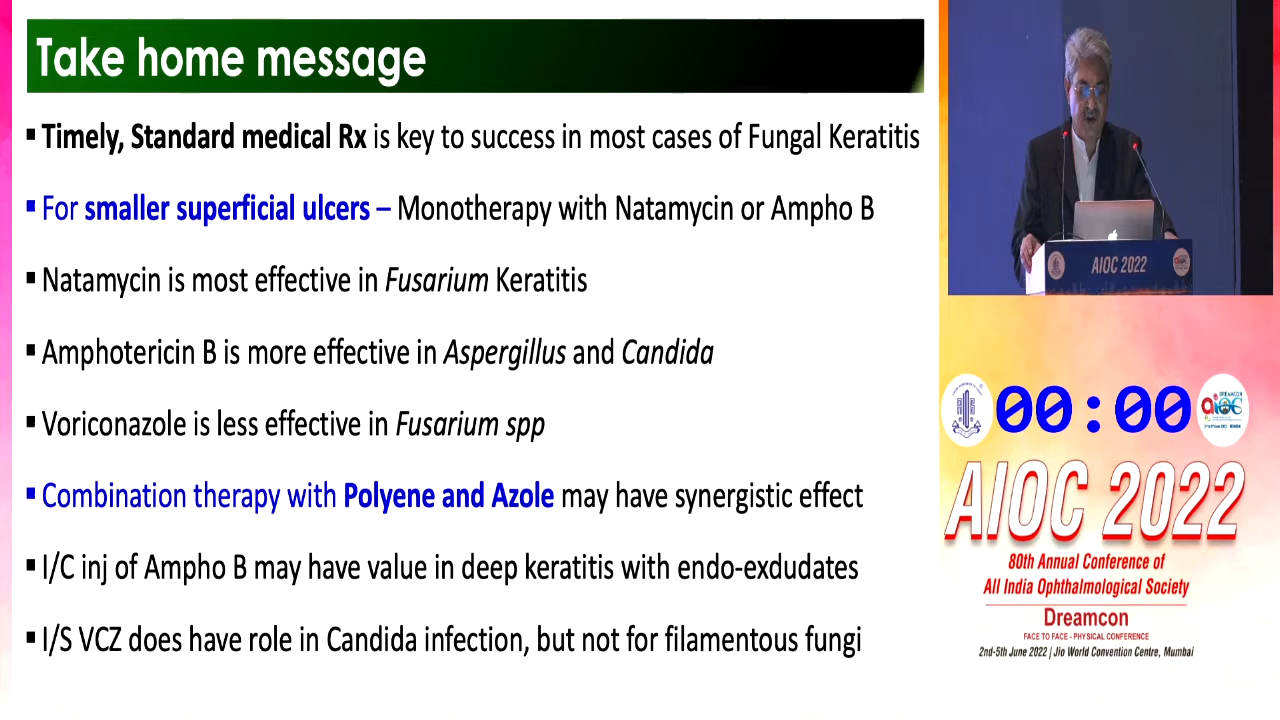 Take home message
▪ Timely, Standard medical Rx is key to success in most cases of Fungal Keratitis
▪ For smaller superficial ulcers – Monotherapy with Natamycin or Ampho B
▪ Natamycin is most effective in Fusarium Keratitis
▪ Amphotericin B is more effective in Aspergillus and Candida
▪ Voriconazole is less effective in Fusarium spp
▪ Combination therapy with Polyene and Azole may have synergistic effect
▪ I/C inj of Ampho B may have value in deep keratitis with endo-exdudates
▪ I/S VCZ does have role in Candida infection, but not for filamentous fungi
AIOC 2022
00:00
DREAMCON
aioc
AIOC 2022
80th Annual Conference of
All India Ophthalmological Society
Dreamcon
FACE TO FACE - PHYSICAL CONFERENCE
2nd-5th June 2022 | Jio World Convention Centre, Mumbai